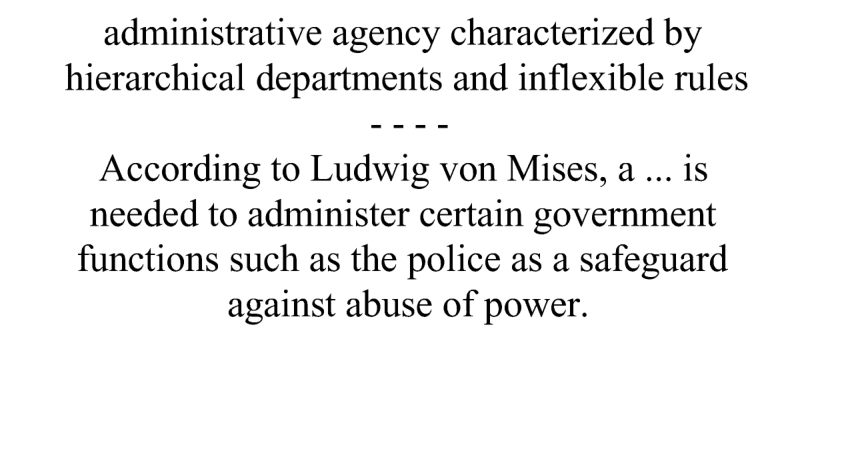 administrative agency characterized by
hierarchical departments and inflexible rules
- - - -
According to Ludwig von Mises, a ... is
needed to administer certain government
functions such as the police as a safeguard
against abuse of power.